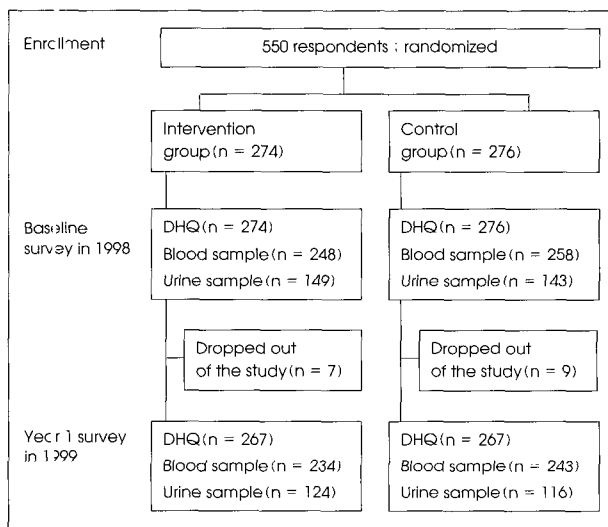 Enrollment
550 respondents ; randomized
Intervention
group(n = 274)
Control
group(n = 276)
Baseline
survey in 1998
DHQ(n = 274)
Blood sample(n = 248)
Urine sample(n = 149)
DHQ(n = 276)
Blood sample(n = 258)
Urine sample(n = 143)
Dropped out
of the study(n = 7)
Dropped out
of the study(n = 9)
Year 1 survey
in 1999
DHQ(n = 267)
Blood sample(n = 234)
Urine sample(n = 124)
DHQ(n = 267)
Blood sample(n = 243)
Urine sample(n = 116)